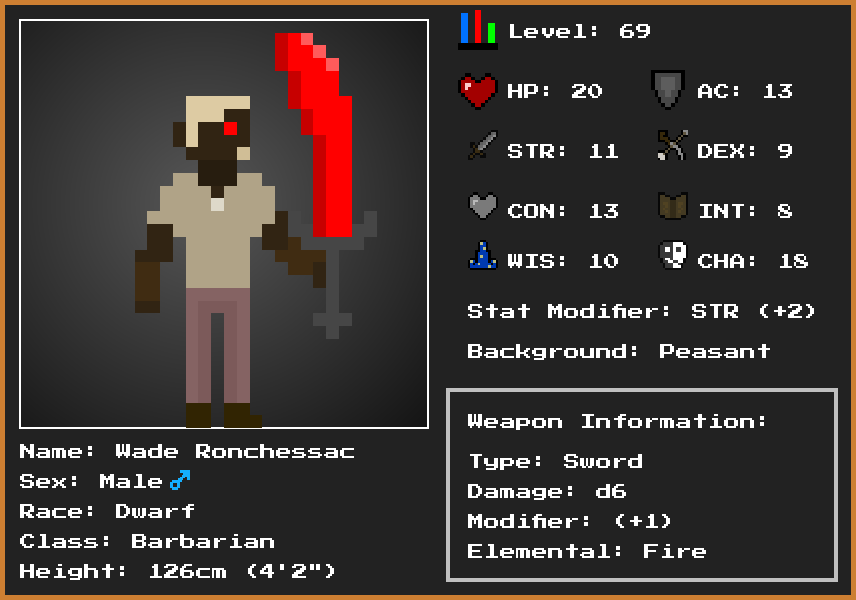 Level: 69
HP: 20
AC: 13
STR: 11
DEX: 9
CON: 13
INT: 8
WIS: 10
CHA: 18
Stat Modifier: STR (+2)
Background: Peasant
Weapon Information:
Type: Sword
Damage: d6
Modifier: (+1)
Elemental: Fire
Name: Wade Ronchessac
Sex: Male ♂
Race: Dwarf
Class: Barbarian
Height: 126cm (4'2")